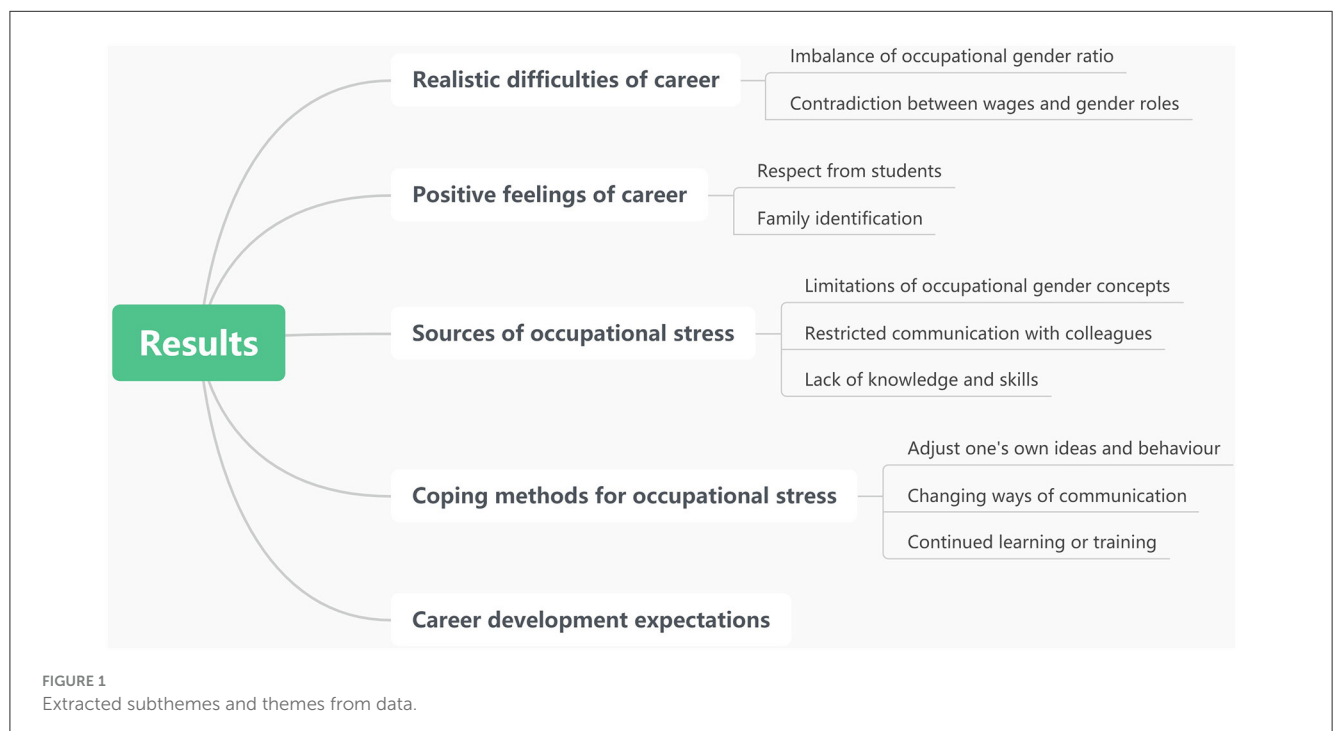 Results
Realistic difficulties of career
Imbalance of occupational gender ratio
Contradiction between wages and gender roles
Positive feelings of career
Respect from students
Family identification
Sources of occupational stress
Limitations of occupational gender concepts
Restricted communication with colleagues
Lack of knowledge and skills
Coping methods for occupational stress
Adjust one's own ideas and behaviour
Changing ways of communication
Continued learning or training
Career development expectations
FIGURE 1
Extracted subthemes and themes from data.